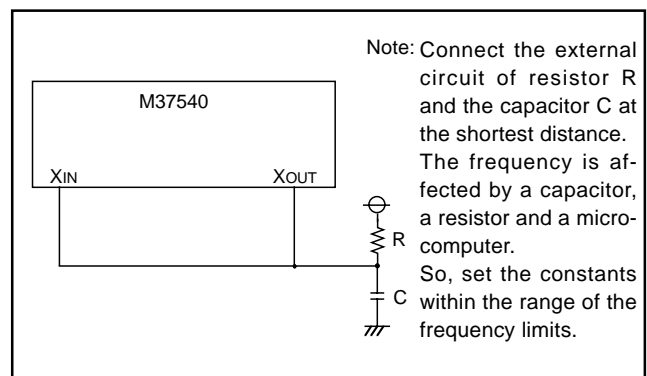 Note: Connect the external
circuit of resistor R
and the capacitor C at
the shortest distance.
The frequency is af-
fected by a capacitor,
a resistor and a micro-
computer.
So, set the constants
within the range of the
frequency limits.
M37540
XIN
XOUT
R
C